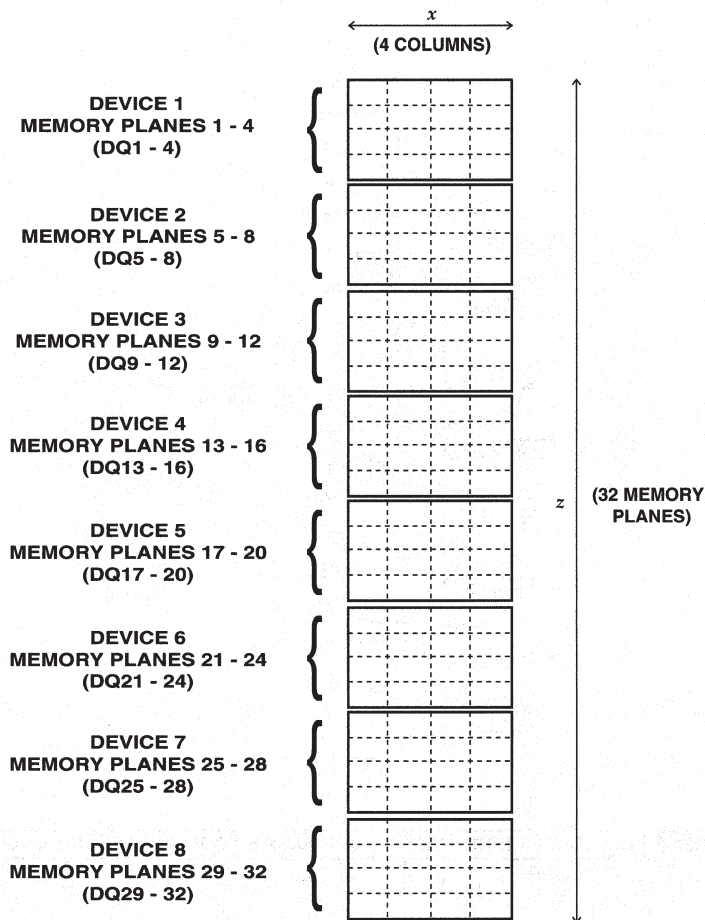 x
(4 COLUMNS)
DEVICE 1
MEMORY PLANES 1 - 4
(DQ1 - 4)
DEVICE 2
MEMORY PLANES 5 - 8
(DQ5 - 8)
DEVICE 3
MEMORY PLANES 9 - 12
(DQ9 - 12)
DEVICE 4
MEMORY PLANES 13 - 16
(DQ13 - 16)
z
(32 MEMORY
PLANES)
DEVICE 5
MEMORY PLANES 17 - 20
(DQ17 - 20)
DEVICE 6
MEMORY PLANES 21 - 24
(DQ21 - 24)
DEVICE 7
MEMORY PLANES 25 - 28
(DQ25 - 28)
DEVICE 8
MEMORY PLANES 29 - 32
(DQ29 - 32)